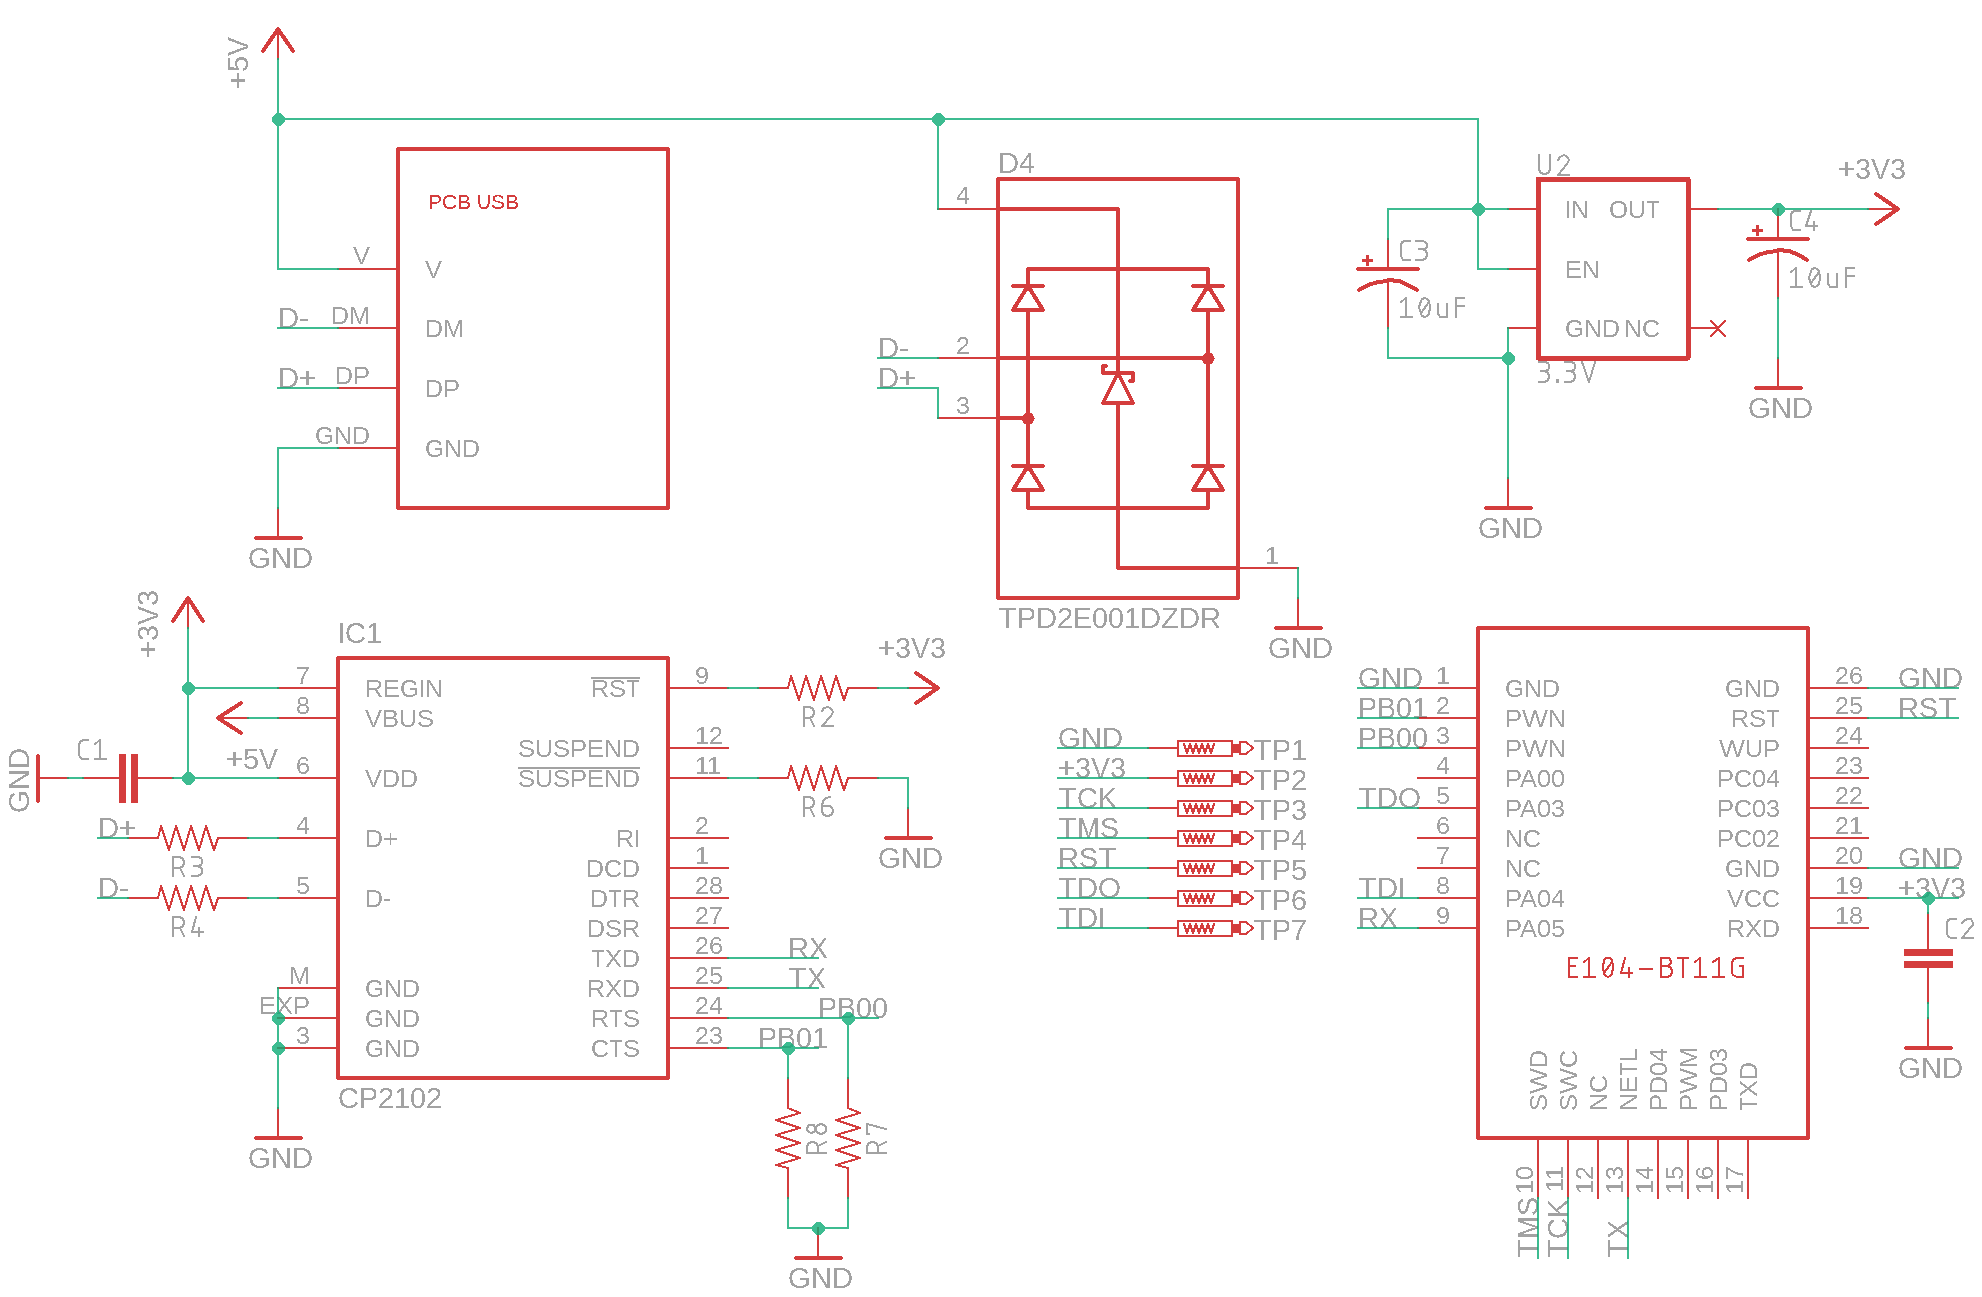 +5V
PCB USB
V
V
D-
DM
DM
D+
DP
DP
GND
GND
GND
D4
4
D-
2
D+
3
1
TPD2E001DZDR
GND
U2
IN
OUT
EN
GND
NC
3.3V
+
C3
10uF
GND
+3V3
+
C4
10uF
GND
+3V3
IC1
7
REGIN
8
VBUS
+5V
6
VDD
GND
C1
D+
4
D+
R3
D-
5
D-
R4
M
GND
EXP
GND
3
GND
CP2102
GND
RST
9
R2
+3V3
SUSPEND
12
SUSPEND
11
R6
GND
RI
2
DCD
1
DTR
28
DSR
27
TXD
26
RX
RXD
25
TX
RTS
24
PB00
CTS
23
PB01
R8
R7
GND
GND
TP1
+3V3
TP2
TCK
TP3
TMS
TP4
RST
TP5
TDO
TP6
TDI
TP7
GND
1
GND
PB01
2
PWN
PB00
3
PWN
4
PA00
TDO
5
PA03
6
NC
7
NC
TDI
8
PA04
RX
9
PA05
GND
26
GND
RST
25
RST
WUP
24
PC04
23
PC03
22
PC02
21
GND
20
GND
VCC
19
+3V3
RXD
18
E104-BT11G
C2
GND
SWD
SWC
NC
NETL
PD04
PWM
PD03
TXD
10
11
12
13
14
15
16
17
TMS
TCK
TX